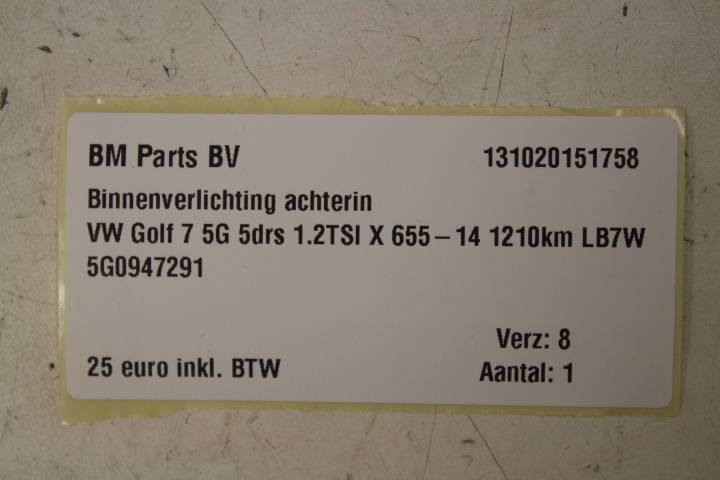 BM Parts BV 131020151758
Binnenverlichting achterin
VW Golf 7 5G 5drs 1.2TSI X 655-14 1210km LB7W
5G0947291
Verz: 8
25 euro inkl. BTW Aantal: 1